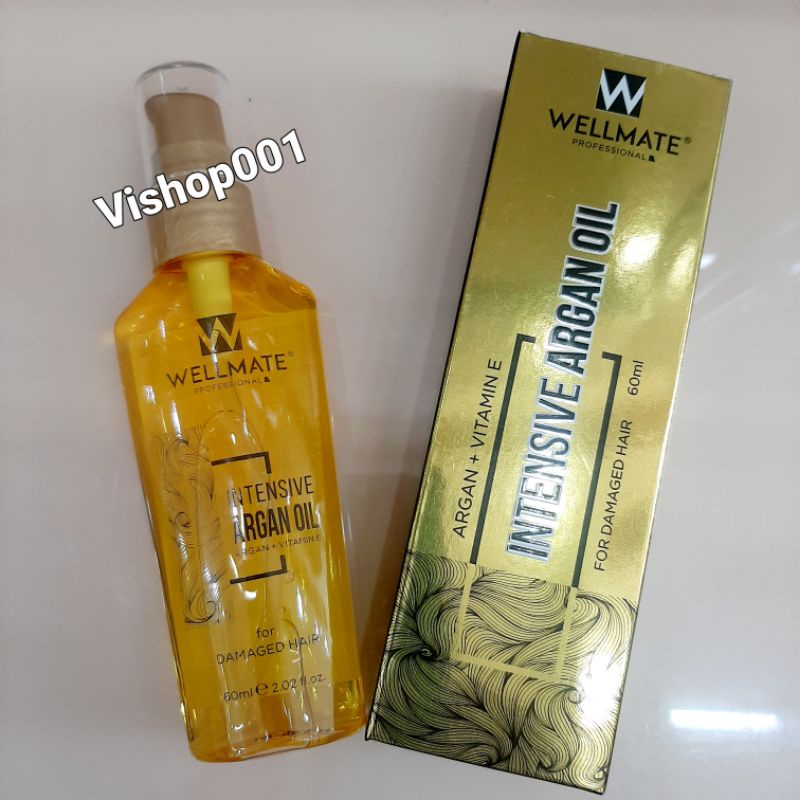 Vishop001
WELLMATE®
PROFESSIONAL
INTENSIVE
ARGAN OIL
ARGAN + VITAMIN E
for
DAMAGED HAIR
60ml ℮ 2.02 fl.oz.
WELLMATE®
PROFESSIONAL
ARGAN + VITAMIN E
INTENSIVE ARGAN OIL
FOR DAMAGED HAIR
60ml